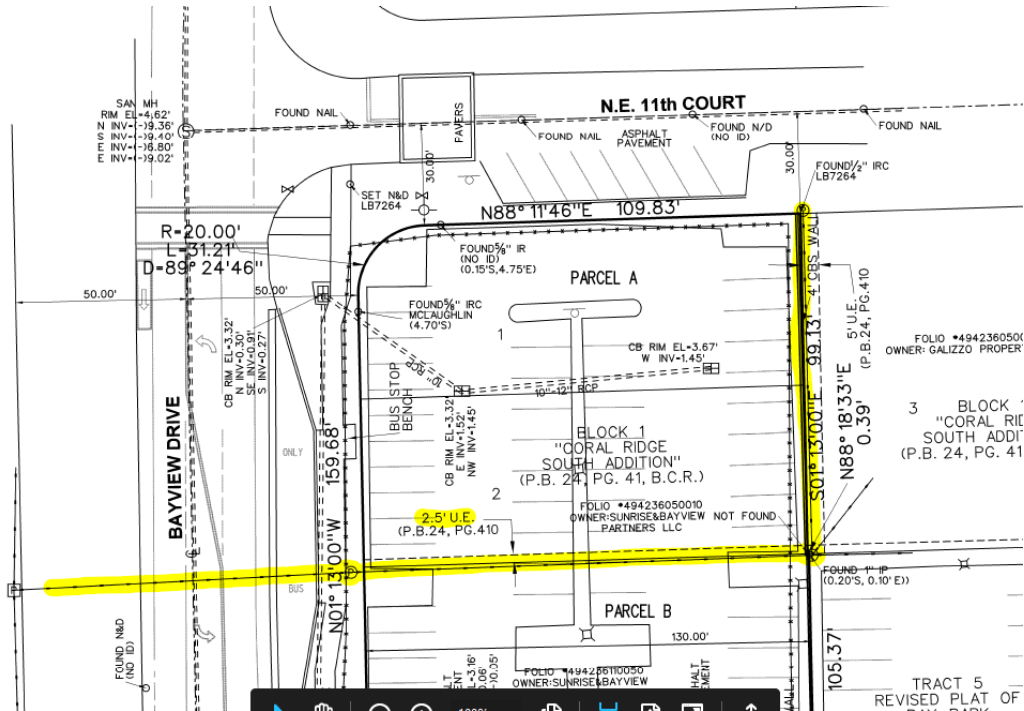 N.E. 11th COURT
SAN MH
RIM EL=4.62'
N INV=(-)9.36'
S INV=(-)9.40'
E INV=(-)6.80'
E INV=(-)9.02'
FOUND NAIL
PAVERS
FOUND NAIL
ASPHALT
PAVEMENT
FOUND N/D
(NO ID)
FOUND NAIL
30.00'
30.00'
FOUND 1/2" IRC
LB7264
SET N&D
LB7264
N88° 11'46"E 109.83'
R=20.00'
L=31.21'
D=89° 24'46"
FOUND 5/8" IR
(NO ID)
(0.15'S,4.75'E)
PARCEL A
4' CBS WALL
5' U.E.
(P.B.24, PG.410
50.00'
50.00'
FOUND 5/8" IRC
MCLAUGHLIN
(4.70'S)
1
CB RIM EL=3.32'
N INV=0.30'
SE INV=0.91'
S INV=0.27'
10" RCP
CB RIM EL=3.67'
W INV=1.45'
10"-12" RCP
99.13'
S01° 13'00"E
FOLIO #4942360500
OWNER: GALIZZO PROPER
BUS STOP
BENCH
CB RIM EL=3.32'
E INV=1.52'
NW INV=1.45'
BLOCK 1
"CORAL RIDGE
SOUTH ADDITION"
(P.B. 24, PG. 41, B.C.R.)
N88° 18'33"E
0.39'
3 BLOCK 1
"CORAL RID
SOUTH ADDIT
(P.B. 24, PG. 41
BAYVIEW DRIVE
ONLY
159.68'
N01° 13'00"W
2
FOLIO #494236050010
OWNER:SUNRISE&BAYVIEW
PARTNERS LLC
NOT FOUND
2.5' U.E.
(P.B.24, PG.410
FOUND 1" IP
(0.20'S, 0.10' E))
BUS
PARCEL B
130.00'
105.37'
FOUND N&D
(NO ID)
FOLIO #494236110050
OWNER:SUNRISE&BAYVIEW
TRACT 5
REVISED PLAT OF